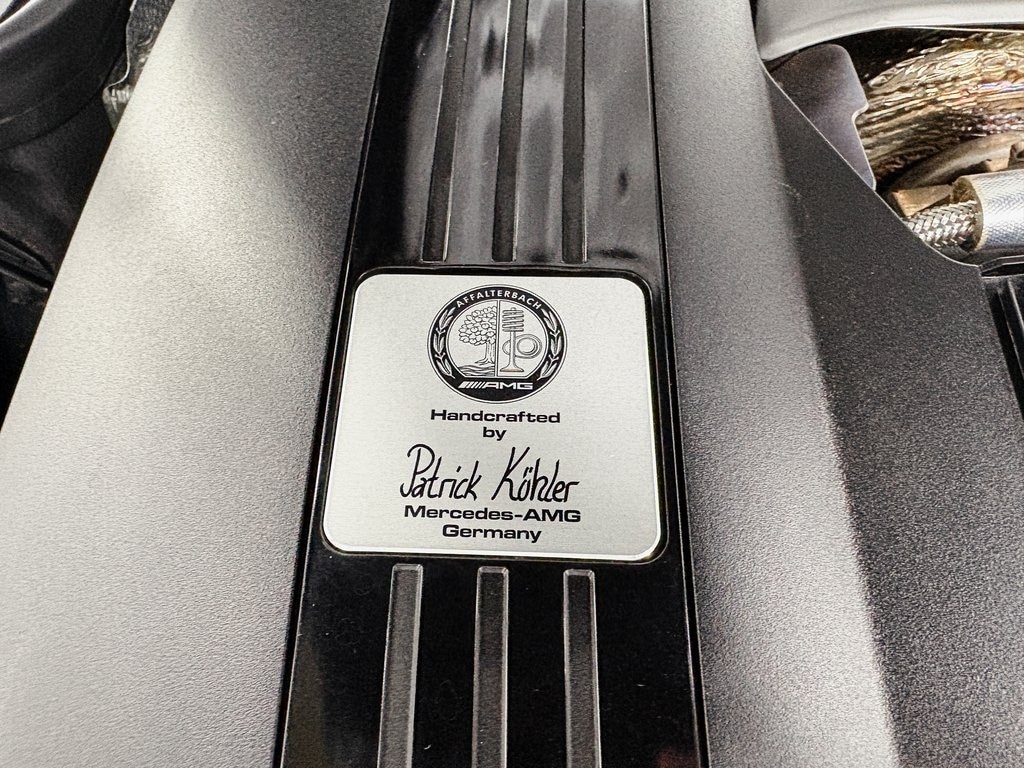 AFFALTERBACH
AMG
Handcrafted
by
Patrick Köhler
Mercedes-AMG
Germany